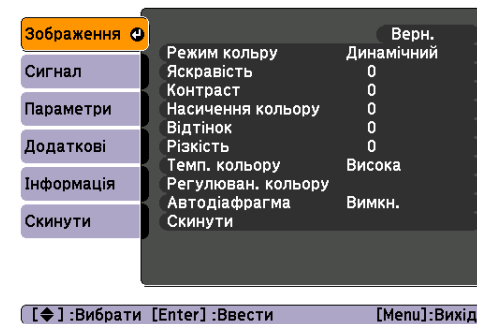 Зображення
Сигнал
Параметри
Додаткові
Інформація
Скинути
Верн.
Режим кольру Динамічний
Яскравість 0
Контраст 0
Насичення кольору 0
Відтінок 0
Різкість 0
Темп. кольору Висока
Регулюван. кольору
Автодіафрагма Вимкн.
Скинути
[◆] :Вибрати [Enter] :Ввести [Menu]:Вихід